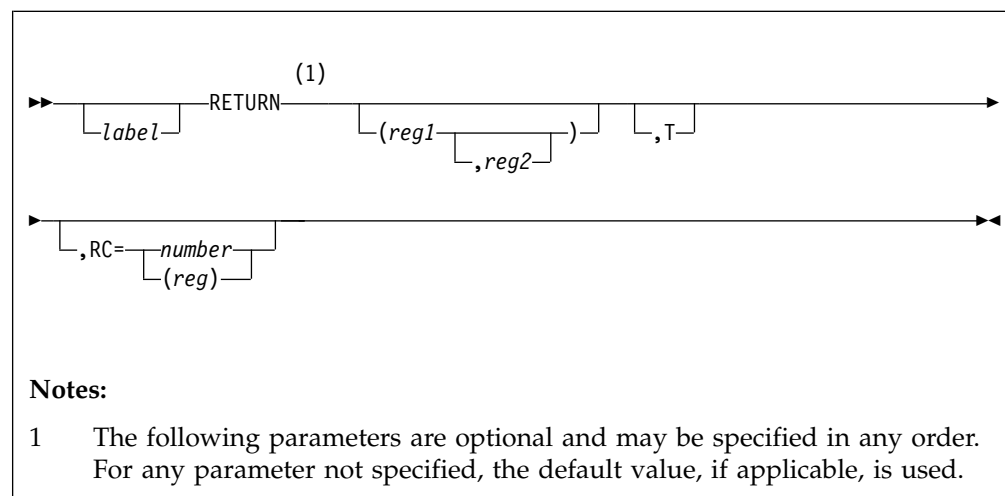 (1)
label RETURN (reg1 ,reg2 ) ,T
,RC= number
(reg)
Notes:
1 The following parameters are optional and may be specified in any order.
For any parameter not specified, the default value, if applicable, is used.